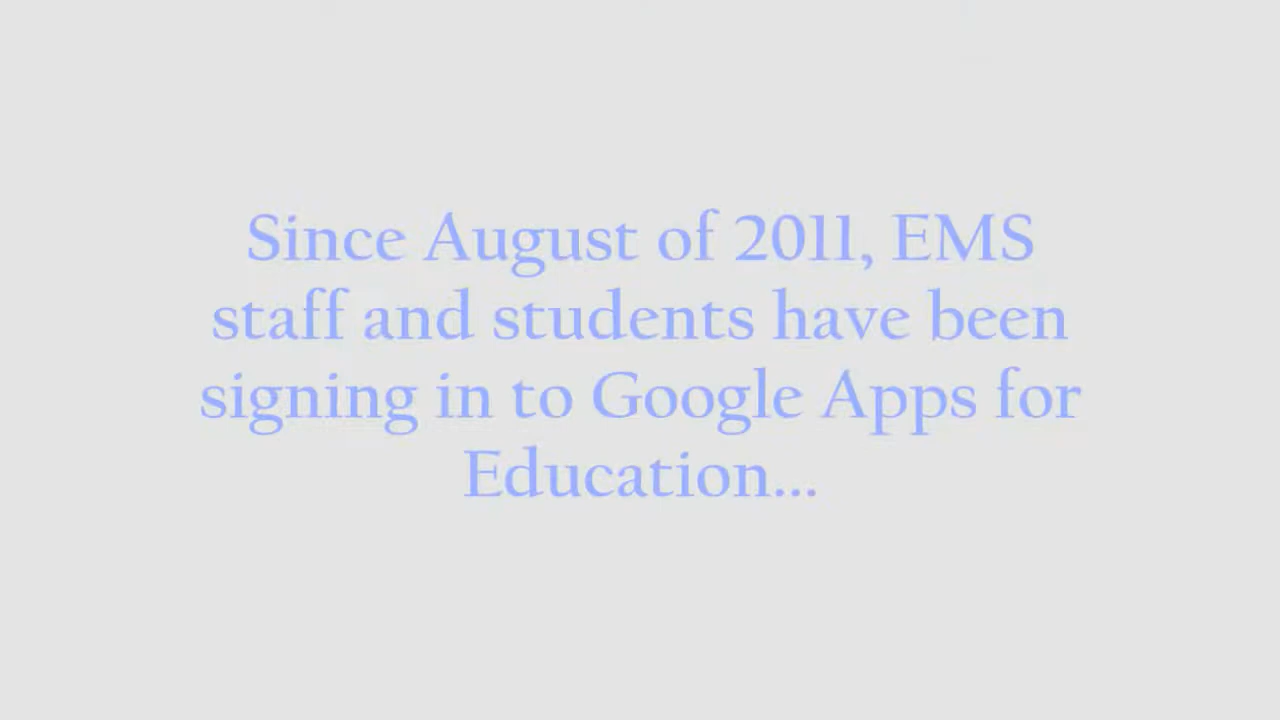 Since August of 2011, EMS
staff and students have been
signing in to Google Apps for
Education...